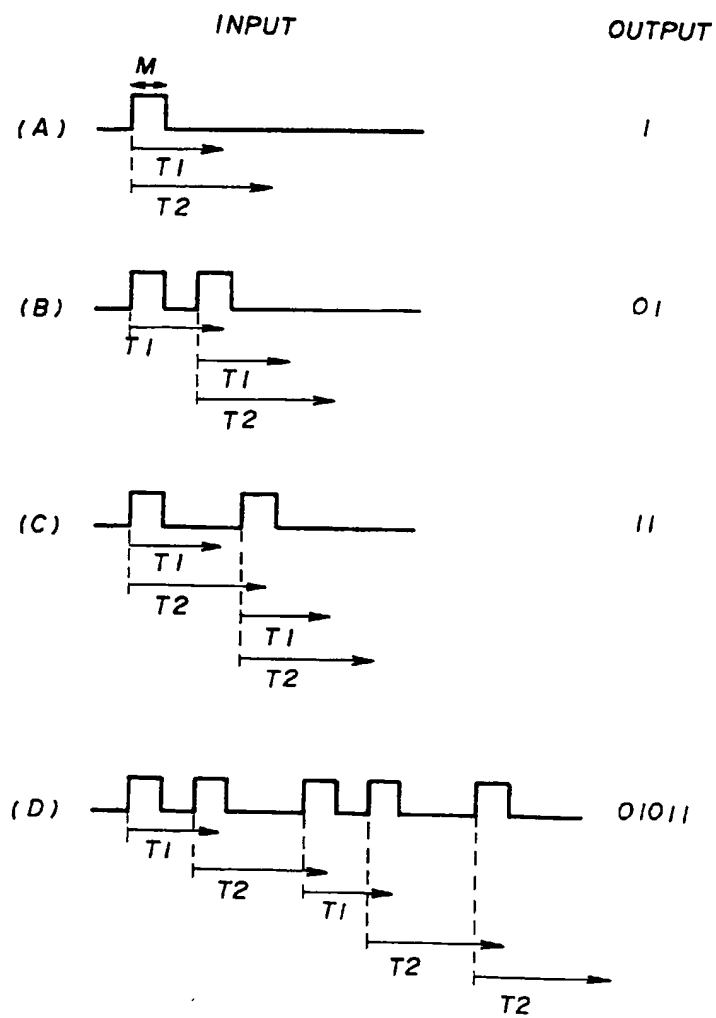 INPUT OUTPUT
M
(A) 1
T1
T2
(B) 01
T1
T1
T2
(C) 11
T1
T2
T1
T2
(D) 01011
T1
T2 T1
T2
T2